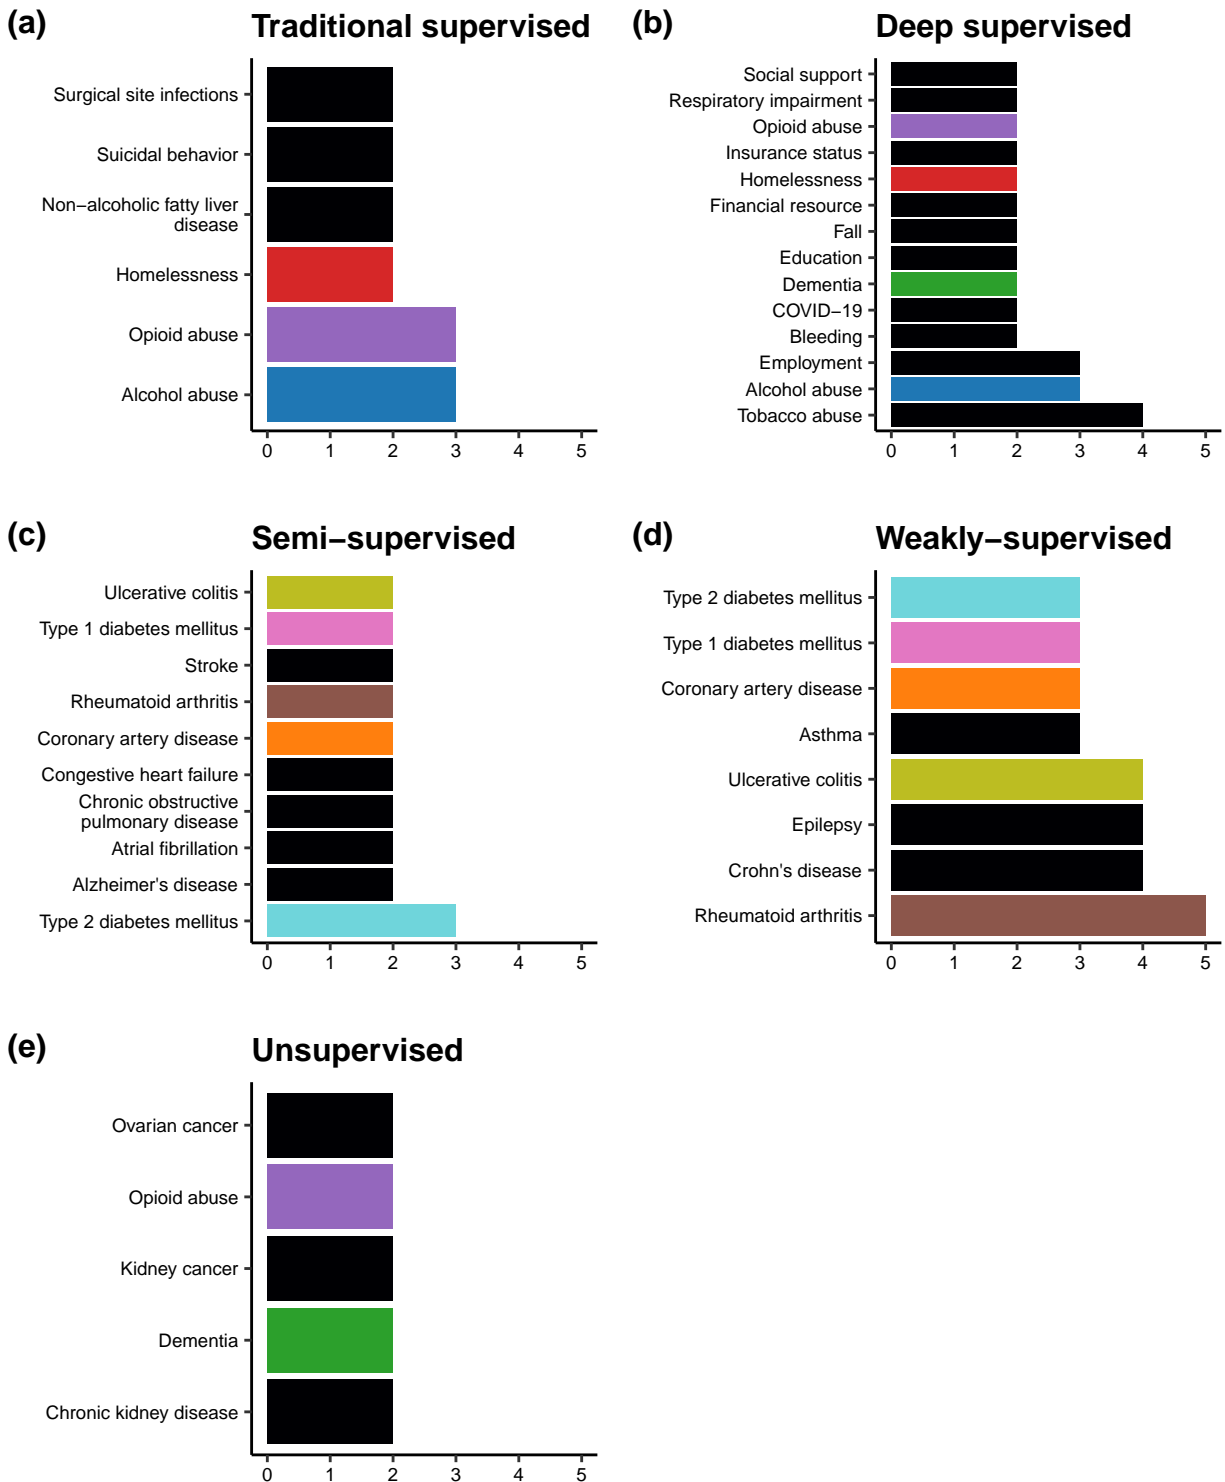 (a)
Traditional supervised
Surgical site infections
Suicidal behavior
Non−alcoholic fatty liver
disease
Homelessness
Opioid abuse
Alcohol abuse
0 1 2 3 4 5
(b)
Deep supervised
Social support
Respiratory impairment
Opioid abuse
Insurance status
Homelessness
Financial resource
Fall
Education
Dementia
COVID−19
Bleeding
Employment
Alcohol abuse
Tobacco abuse
0 1 2 3 4 5
(c)
Semi−supervised
Ulcerative colitis
Type 1 diabetes mellitus
Stroke
Rheumatoid arthritis
Coronary artery disease
Congestive heart failure
Chronic obstructive
pulmonary disease
Atrial fibrillation
Alzheimer's disease
Type 2 diabetes mellitus
0 1 2 3 4 5
(d)
Weakly−supervised
Type 2 diabetes mellitus
Type 1 diabetes mellitus
Coronary artery disease
Asthma
Ulcerative colitis
Epilepsy
Crohn's disease
Rheumatoid arthritis
0 1 2 3 4 5
(e)
Unsupervised
Ovarian cancer
Opioid abuse
Kidney cancer
Dementia
Chronic kidney disease
0 1 2 3 4 5